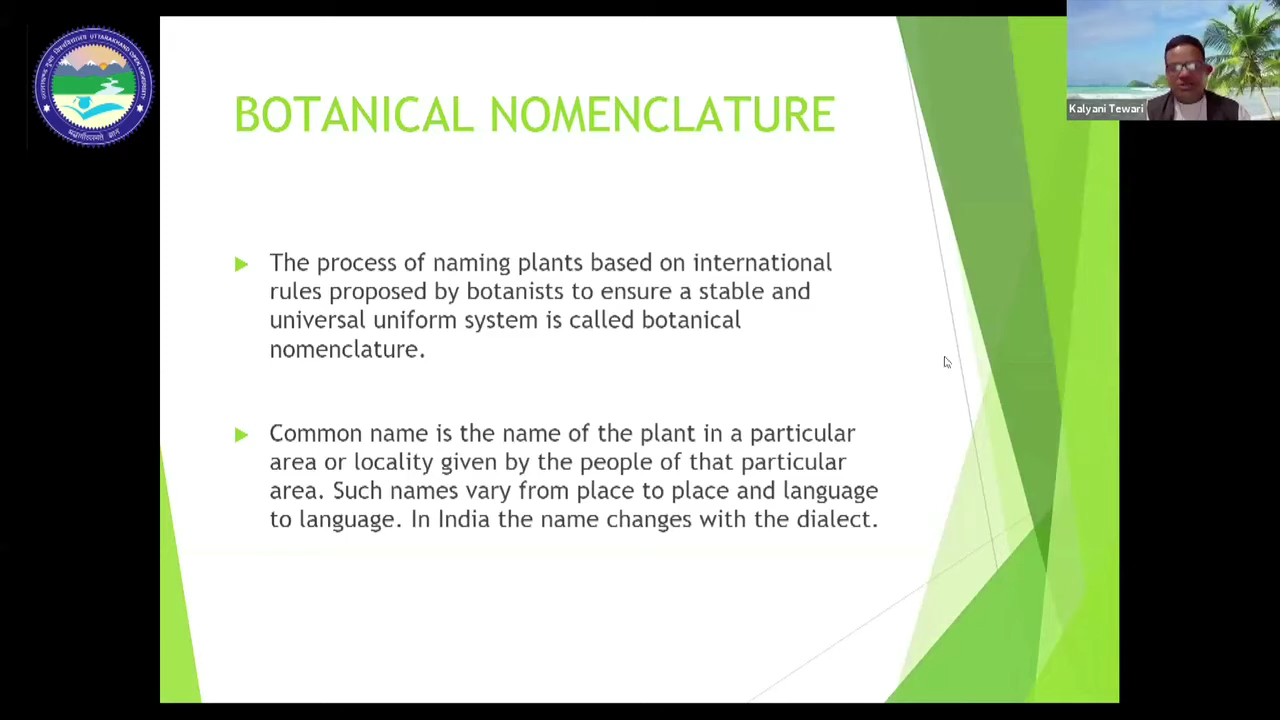 UTTARAKHAND OPEN UNIVERSITY
BOTANICAL NOMENCLATURE
Kalyani Tewari
The process of naming plants based on international
rules proposed by botanists to ensure a stable and
universal uniform system is called botanical
nomenclature.
Common name is the name of the plant in a particular
area or locality given by the people of that particular
area. Such names vary from place to place and language
to language. In India the name changes with the dialect.